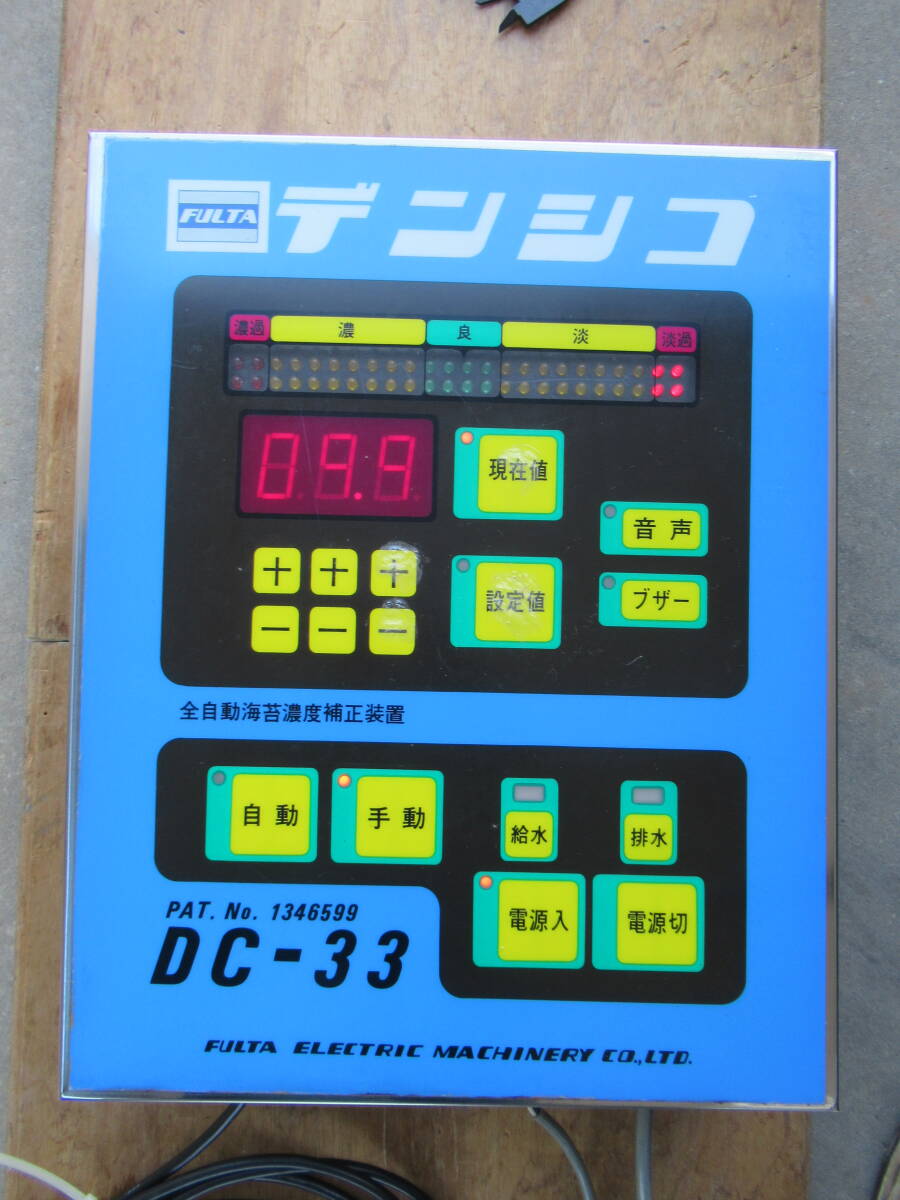 FULTA デンシコ
濃過 濃 良 淡 淡過
09.9
現在値
音声
＋ ＋ ＋
設定値
ブザー
－ － －
全自動海苔濃度補正装置
自動 手動 給水 排水
電源入 電源切
PAT. No. 1346599
DC-33
FULTA ELECTRIC MACHINERY CO.,LTD.